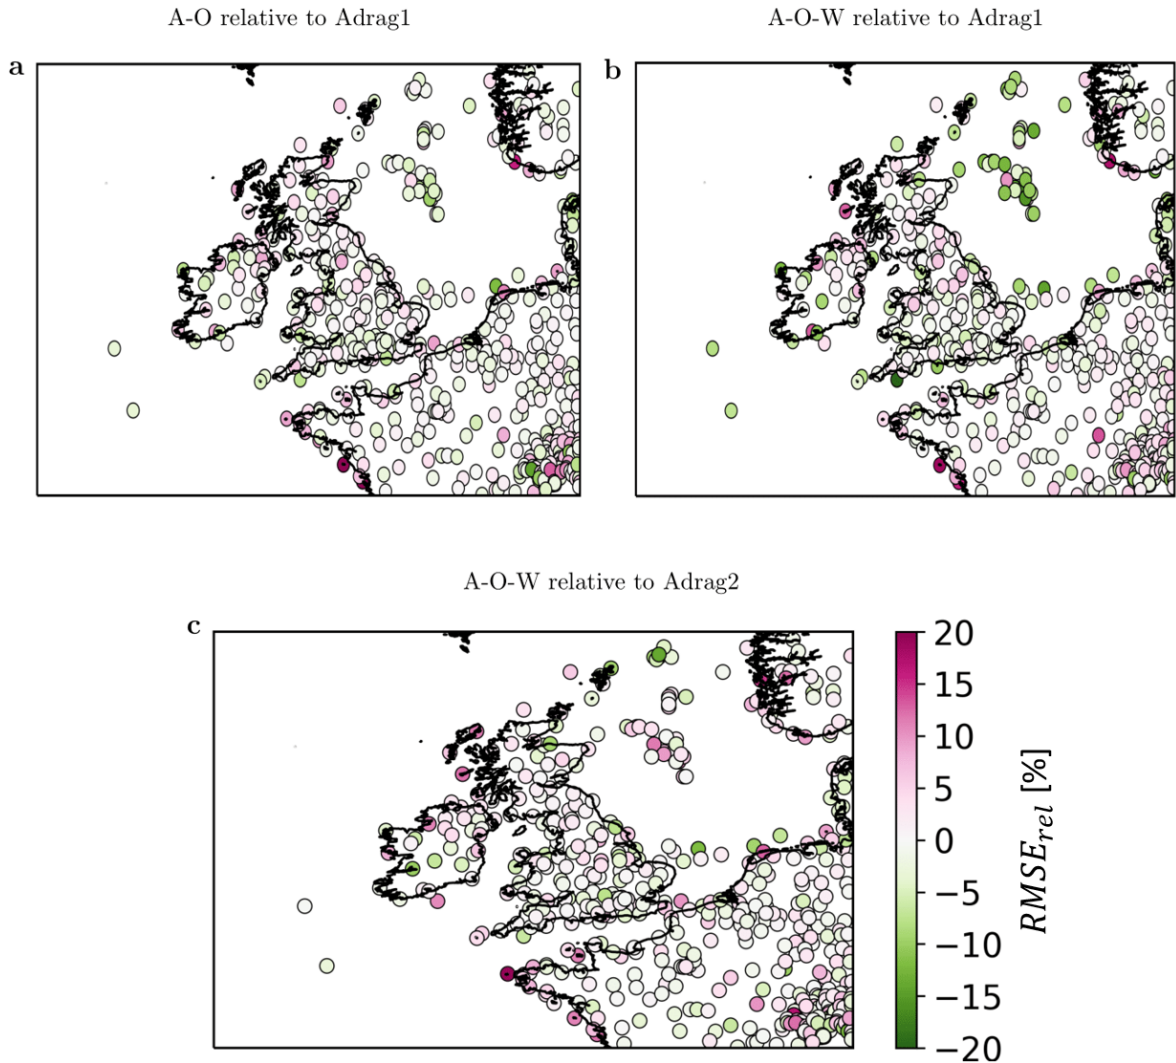 A-O relative to Adrag1
A-O-W relative to Adrag1
a
b
A-O-W relative to Adrag2
c
20
15
10
5
0
−5
−10
−15
−20
RMSE_rel [%]